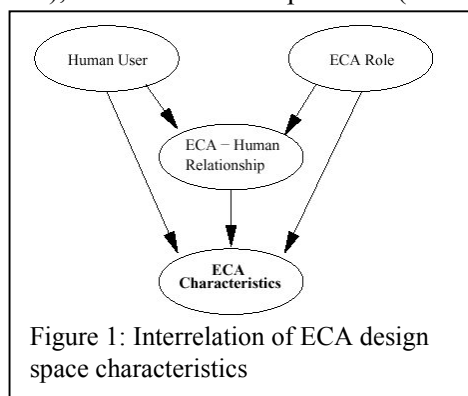 Human User
ECA Role
ECA − Human
Relationship
ECA
Characteristics
Figure 1: Interrelation of ECA design
space characteristics